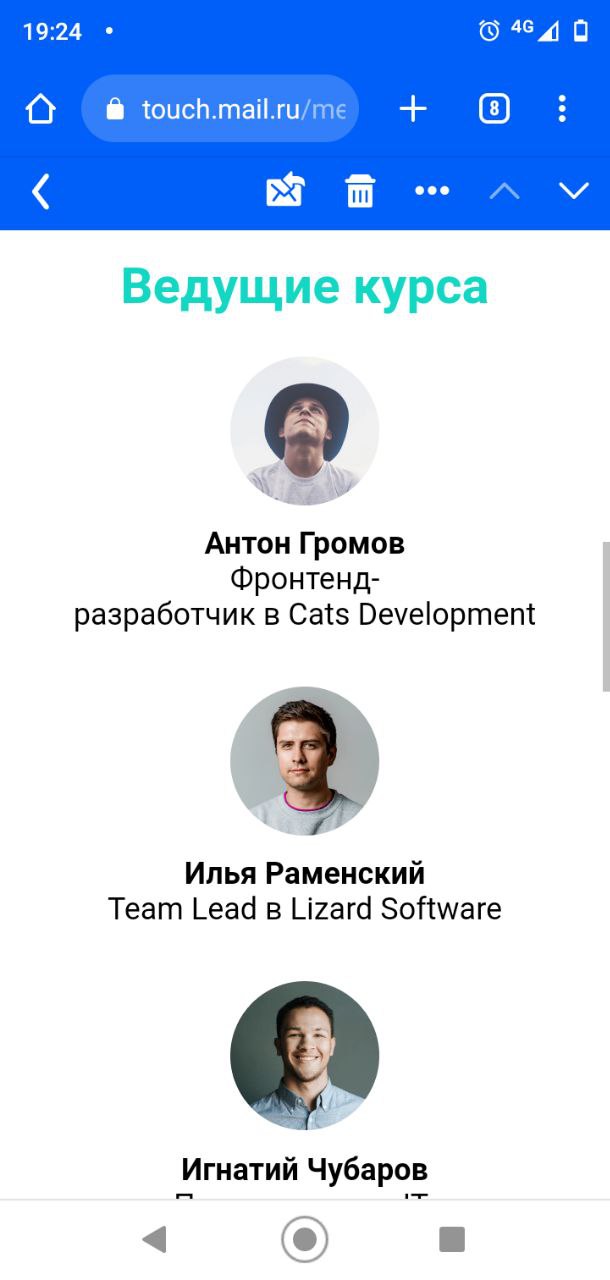 19:24
4G
touch.mail.ru/me
8
Ведущие курса
Антон Громов
Фронтенд-
разработчик в Cats Development
Илья Раменский
Team Lead в Lizard Software
Игнатий Чубаров